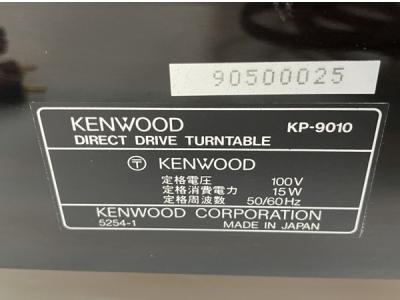 90500025
KENWOOD KP-9010
DIRECT DRIVE TURNTABLE
〒 KENWOOD
定格電圧 100V
定格消費電力 15W
定格周波数 50/60Hz
KENWOOD CORPORATION
5254-1 MADE IN JAPAN